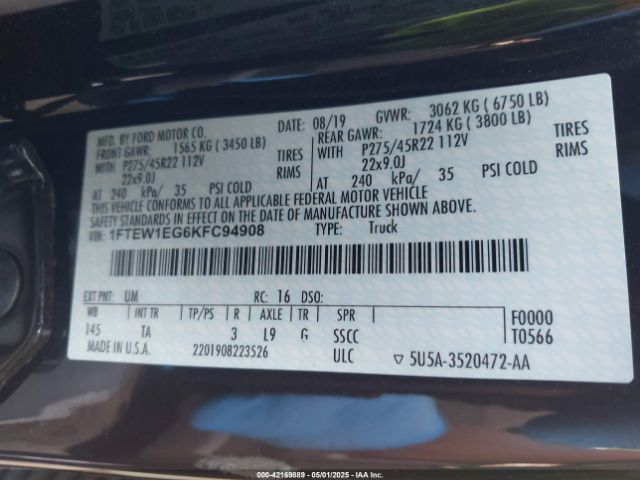 MFD. BY FORD MOTOR CO.
DATE: 08/19 GVWR: 3062 KG ( 6750 LB)
FRONT GAWR: 1565 KG ( 3450 LB) REAR GAWR: 1724 KG ( 3800 LB)
WITH P275/45R22 112V TIRES WITH P275/45R22 112V TIRES
22x9.0J RIMS 22x9.0J RIMS
AT 240 kPa/ 35 PSI COLD AT 240 kPa/ 35 PSI COLD
THIS VEHICLE CONFORMS TO ALL APPLICABLE FEDERAL MOTOR VEHICLE
SAFETY STANDARDS IN EFFECT ON THE DATE OF MANUFACTURE SHOWN ABOVE.
VIN: 1FTEW1EG6KFC94908 TYPE: Truck
EXT PNT: UM RC: 16 DSO:
WB INT TR TP/PS R AXLE TR SPR F0000
145 TA 3 L9 G SSCC T0566
MADE IN U.S.A. 2201908223526 ULC ▽ 5U5A-3520472-AA
000-42169889 - 05/01/2025 - IAAC